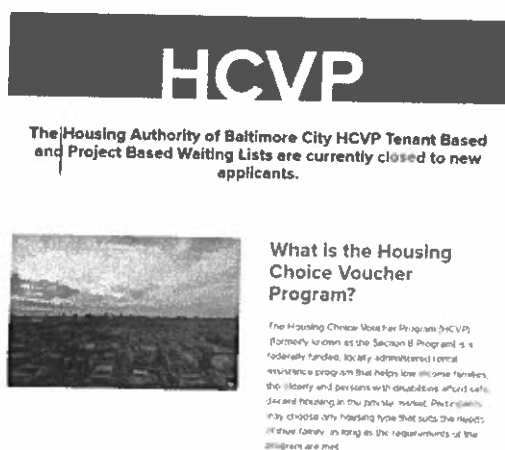 HCVP
The Housing Authority of Baltimore City HCVP Tenant Based
and Project Based Waiting Lists are currently closed to new
applicants.
What is the Housing
Choice Voucher
Program?
The Housing Choice Voucher Program (HCVP)
(formerly known as the Section 8 Program) is a
federally funded, locally administered rental
assistance program that helps low income families,
the elderly and persons with disabilities afford safe,
decent housing in the private market. Participants
may choose any housing type that suits the needs
of their family, as long as the requirements of the
program are met.